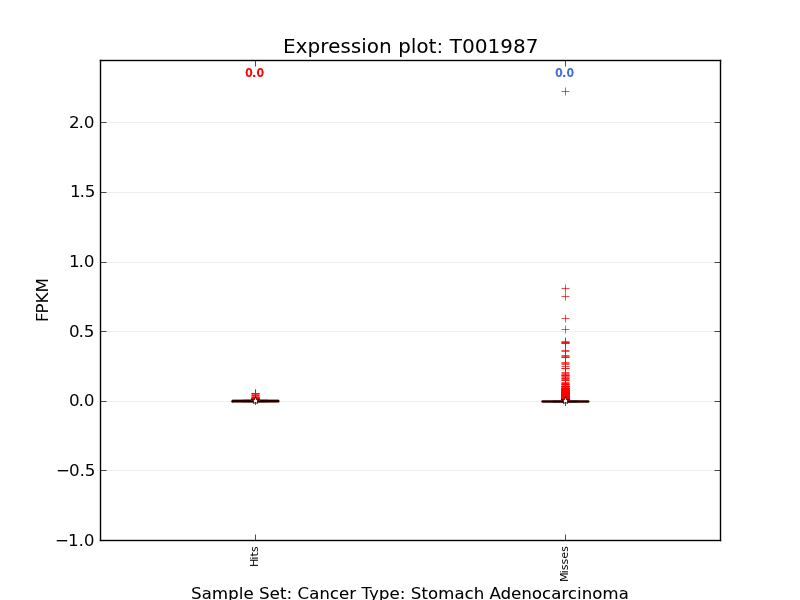 Expression plot: T001987
0.0
0.0
2.0
1.5
1.0
0.5
0.0
−0.5
−1.0
FPKM
Hits
Misses
Sample Set: Cancer Type: Stomach Adenocarcinoma